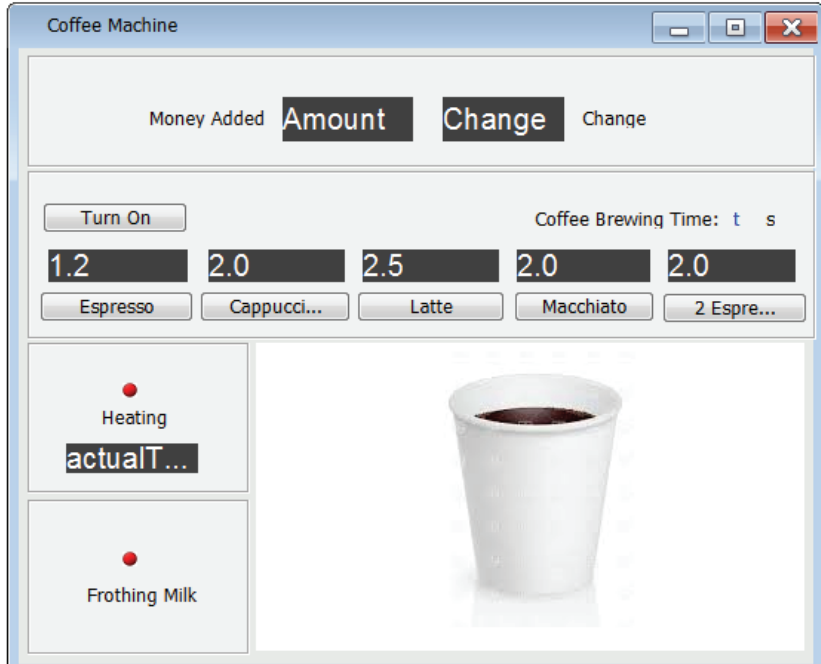 Coffee Machine
Money Added Amount Change Change
Turn On Coffee Brewing Time: t s
1.2 2.0 2.5 2.0 2.0
Espresso Cappucci... Latte Macchiato 2 Espre...
Heating
actualT...
Frothing Milk